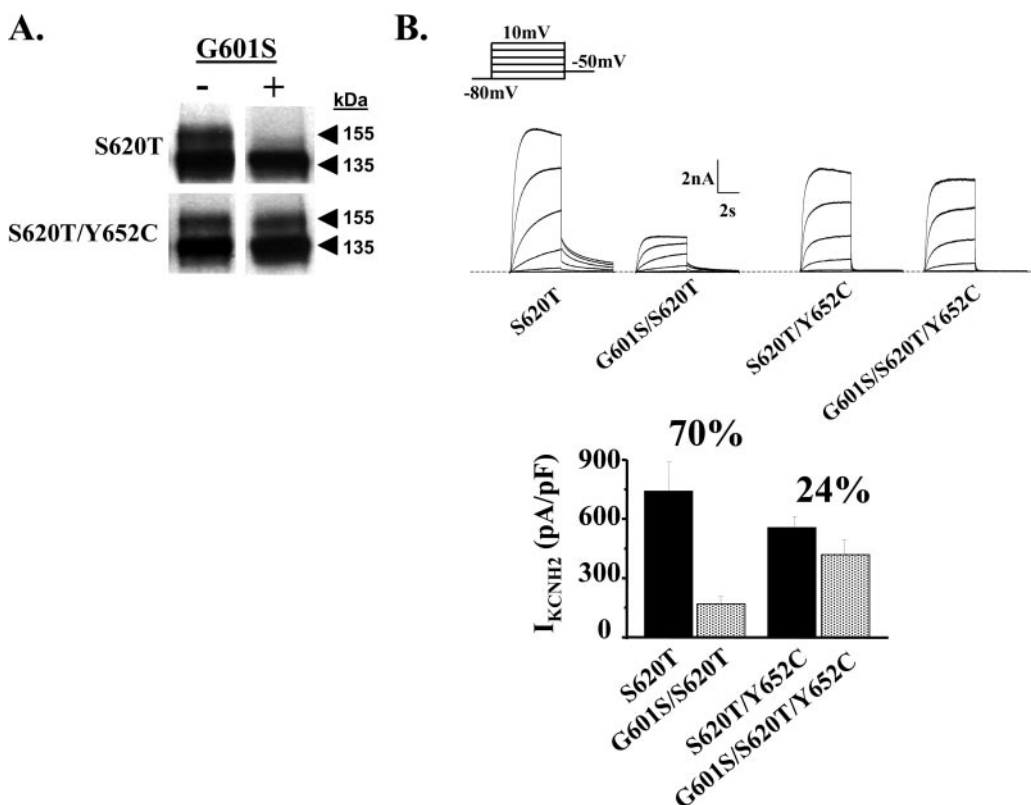 A.
G601S
- +
kDa
S620T
155
135
S620T/Y652C
155
135
B.
10mV
-50mV
-80mV
2nA
2s
S620T
G601S/S620T
S620T/Y652C
G601S/S620T/Y652C
70%
24%
900
600
300
0
I_KCNH2 (pA/pF)
S620T
G601S/S620T
S620T/Y652C
G601S/S620T/Y652C